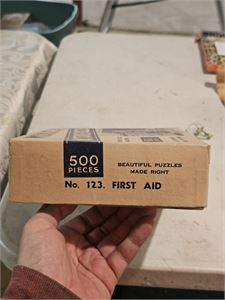 500
PIECES
BEAUTIFUL PUZZLES
MADE RIGHT
No. 123. FIRST AID